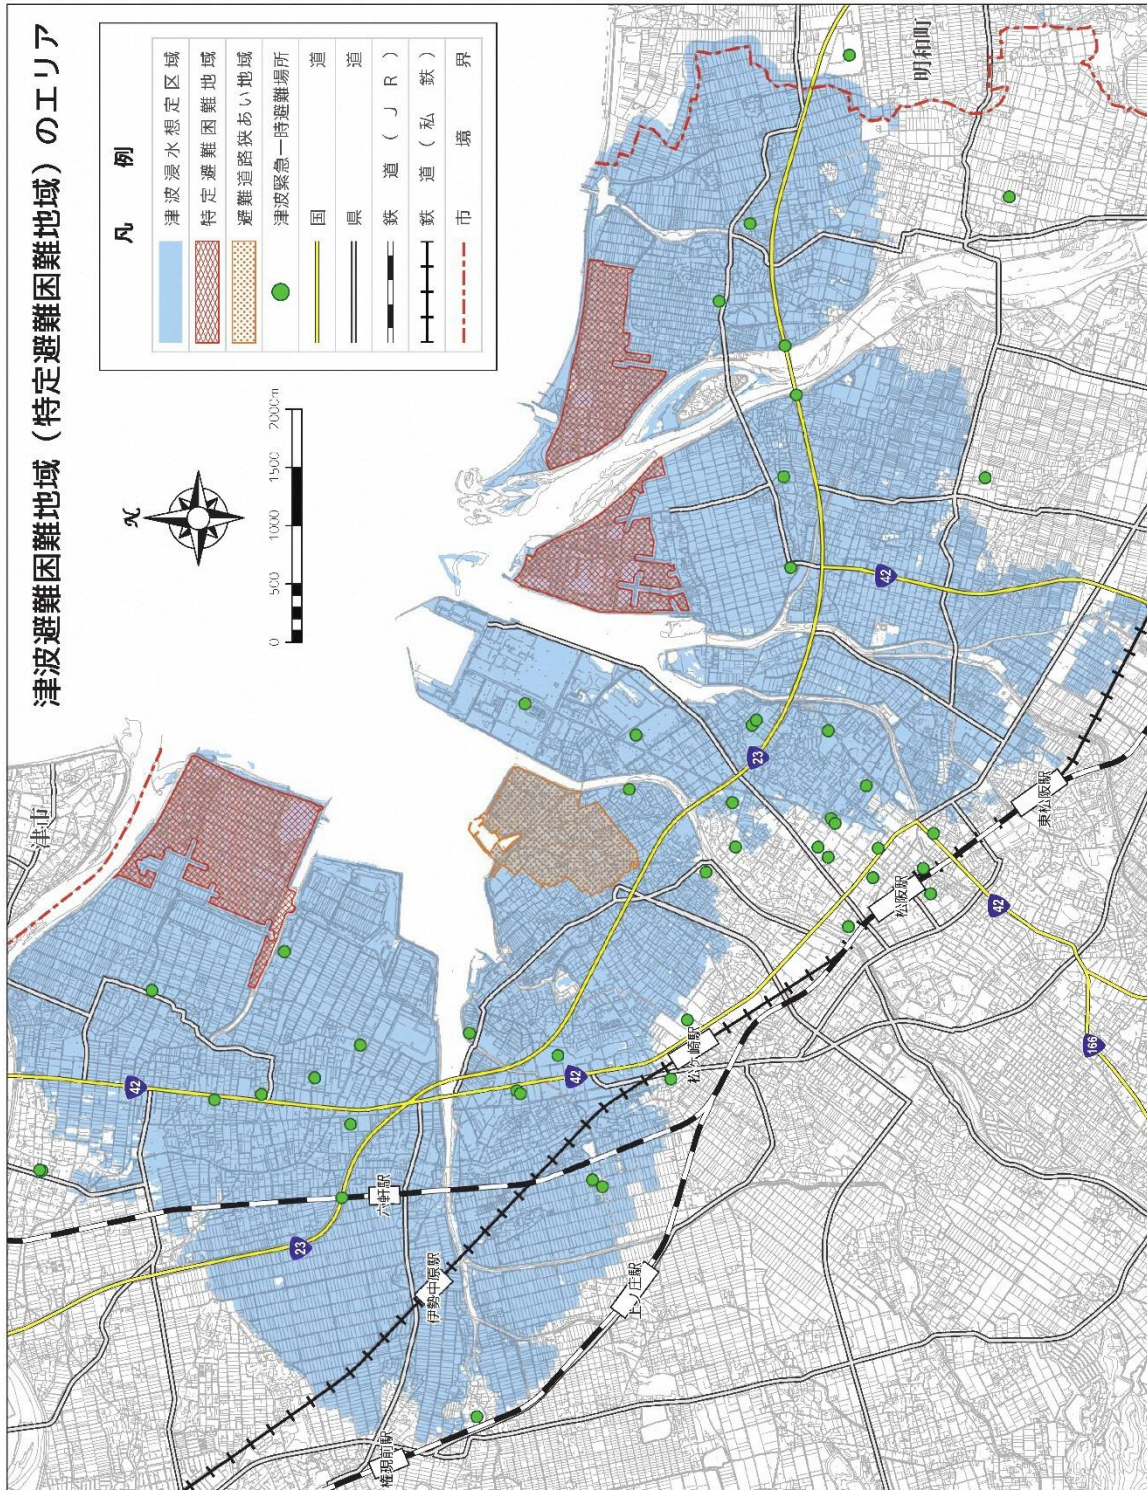 津波避難困難地域（特定避難困難地域）のエリア
凡 例
津波浸水想定区域
特定避難困難地域
避難道路狭あい地域
津波緊急一時避難場所
国 道
県 道
鉄 道 （ J R ）
鉄 道 （ 私 鉄 ）
市 境 界
N
0 500 1000 1500 2000m
津市
明和町
42
23
六軒駅
伊勢中原駅
権現前駅
上ノ庄駅
42
松ヶ崎駅
23
42
松阪駅
東松阪駅
42
166